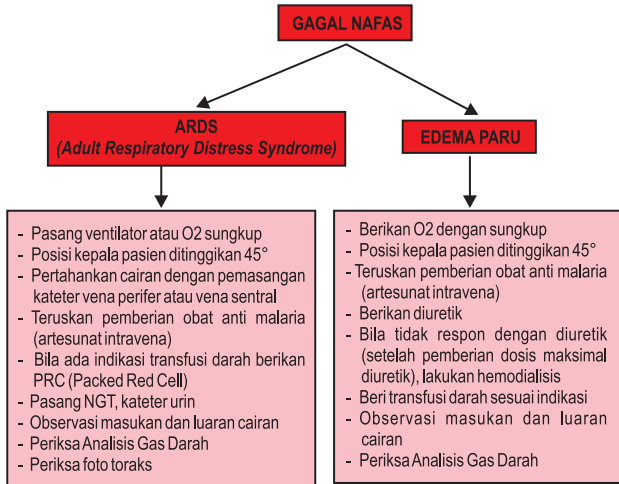 GAGAL NAFAS
ARDS
(Adult Respiratory Distress Syndrome)
- Pasang ventilator atau O2 sungkup
- Posisi kepala pasien ditinggikan 45°
- Pertahankan cairan dengan pemasangan
kateter vena perifer atau vena sentral
- Teruskan pemberian obat anti malaria
(artesunat intravena)
- Bila ada indikasi transfusi darah berikan
PRC (Packed Red Cell)
- Pasang NGT, kateter urin
- Observasi masukan dan luaran cairan
- Periksa Analisis Gas Darah
- Periksa foto toraks
EDEMA PARU
- Berikan O2 dengan sungkup
- Posisi kepala pasien ditinggikan 45°
- Teruskan pemberian obat anti malaria
(artesunat intravena)
- Berikan diuretik
- Bila tidak respon dengan diuretik
(setelah pemberian dosis maksimal
diuretik), lakukan hemodialisis
- Beri transfusi darah sesuai indikasi
- Observasi masukan dan luaran
cairan
- Periksa Analisis Gas Darah